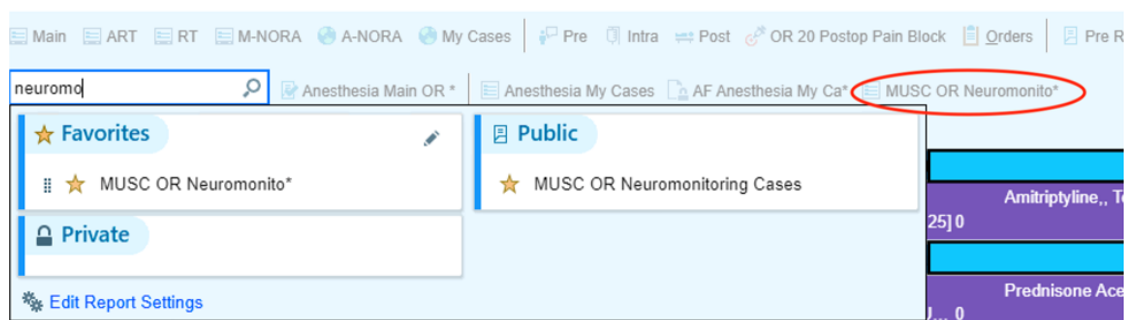 Main ART RT M-NORA A-NORA My Cases Pre Intra Post OR 20 Postop Pain Block Orders Pre R
neuromo Anesthesia Main OR * Anesthesia My Cases AF Anesthesia My Ca* MUSC OR Neuromonito*
Favorites
MUSC OR Neuromonito*
Private
Edit Report Settings
Public
MUSC OR Neuromonitoring Cases
Amitriptyline,, T
25] 0
Prednisone Ace
... 0